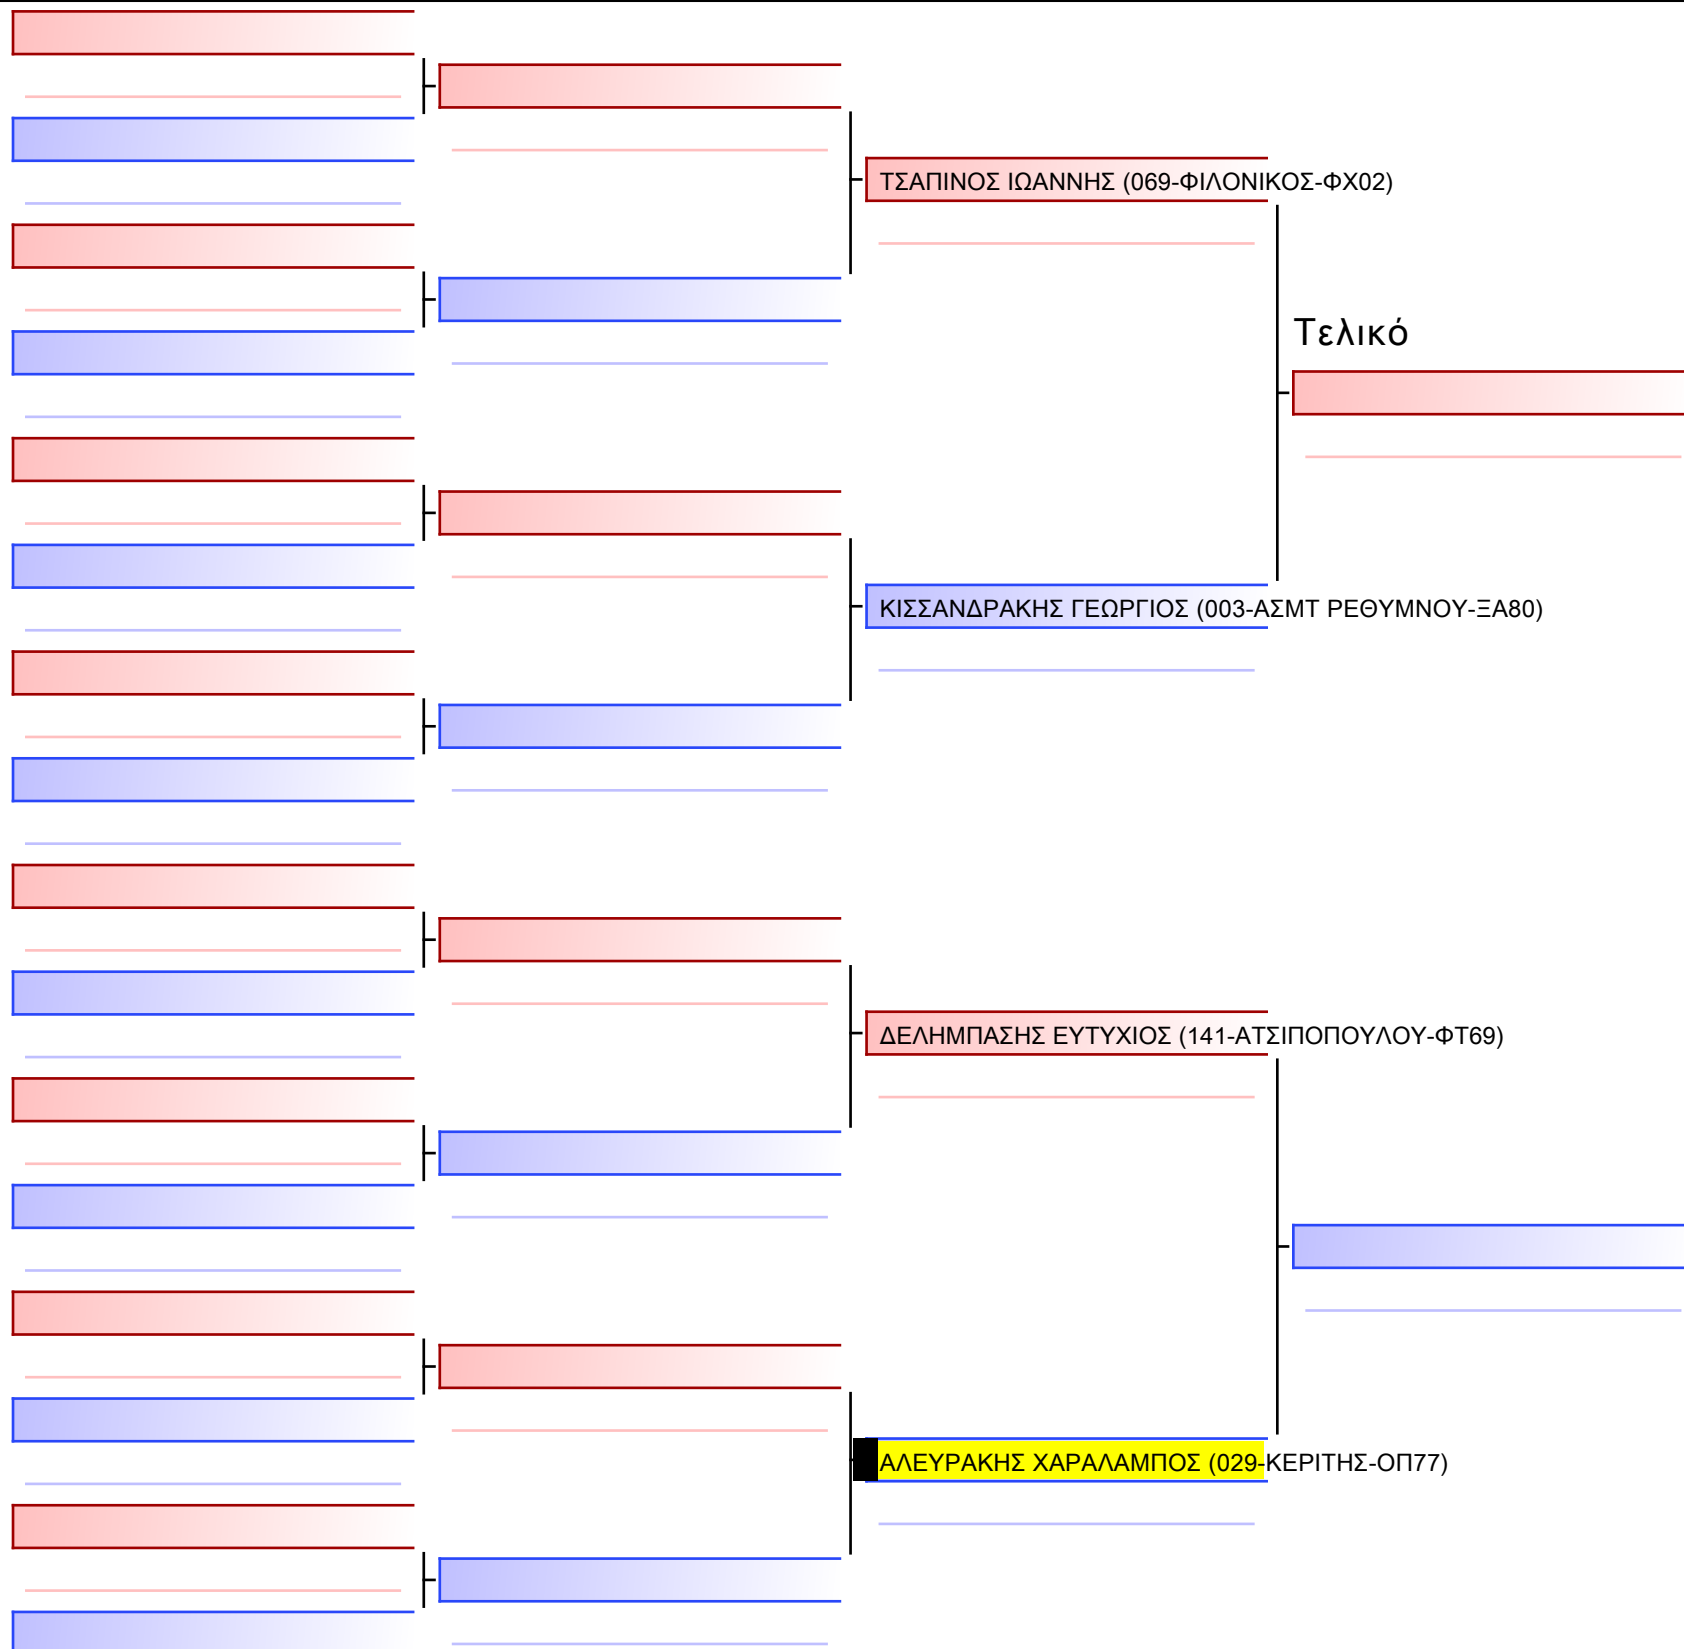 ΤΣΑΠΙΝΟΣ ΙΩΑΝΝΗΣ (069-ΦΙΛΟΝΙΚΟΣ-ΦΧ02)
Τελικό
ΚΙΣΣΑΝΔΡΑΚΗΣ ΓΕΩΡΓΙΟΣ (003-ΑΣΜΤ ΡΕΘΥΜΝΟΥ-ΞΑ80)
ΔΕΛΗΜΠΑΣΗΣ ΕΥΤΥΧΙΟΣ (141-ΑΤΣΙΠΟΠΟΥΛΟΥ-ΦΤ69)
ΑΛΕΥΡΑΚΗΣ ΧΑΡΑΛΑΜΠΟΣ (029-ΚΕΡΙΤΗΣ-ΟΠ77)